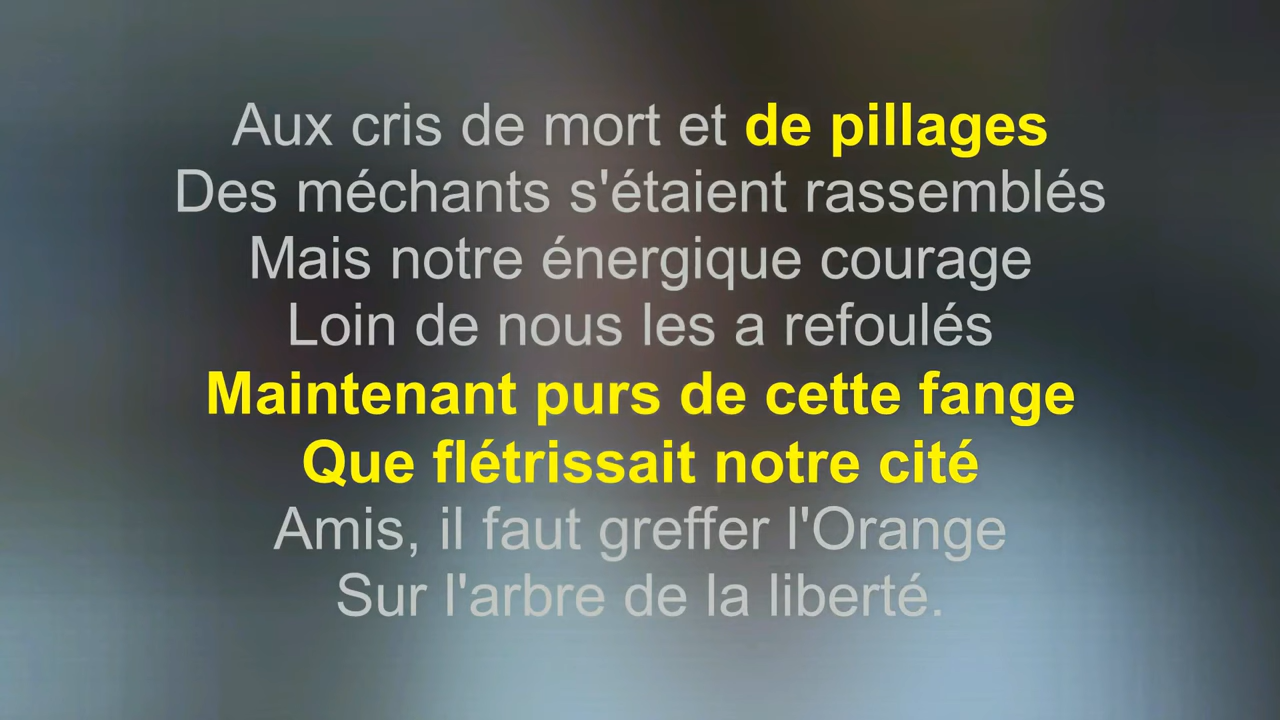 Aux cris de mort et de pillages
Des méchants s'étaient rassemblés
Mais notre énergique courage
Loin de nous les a refoulés
Maintenant purs de cette fange
Que flétrissait notre cité
Amis, il faut greffer l'Orange
Sur l'arbre de la liberté.